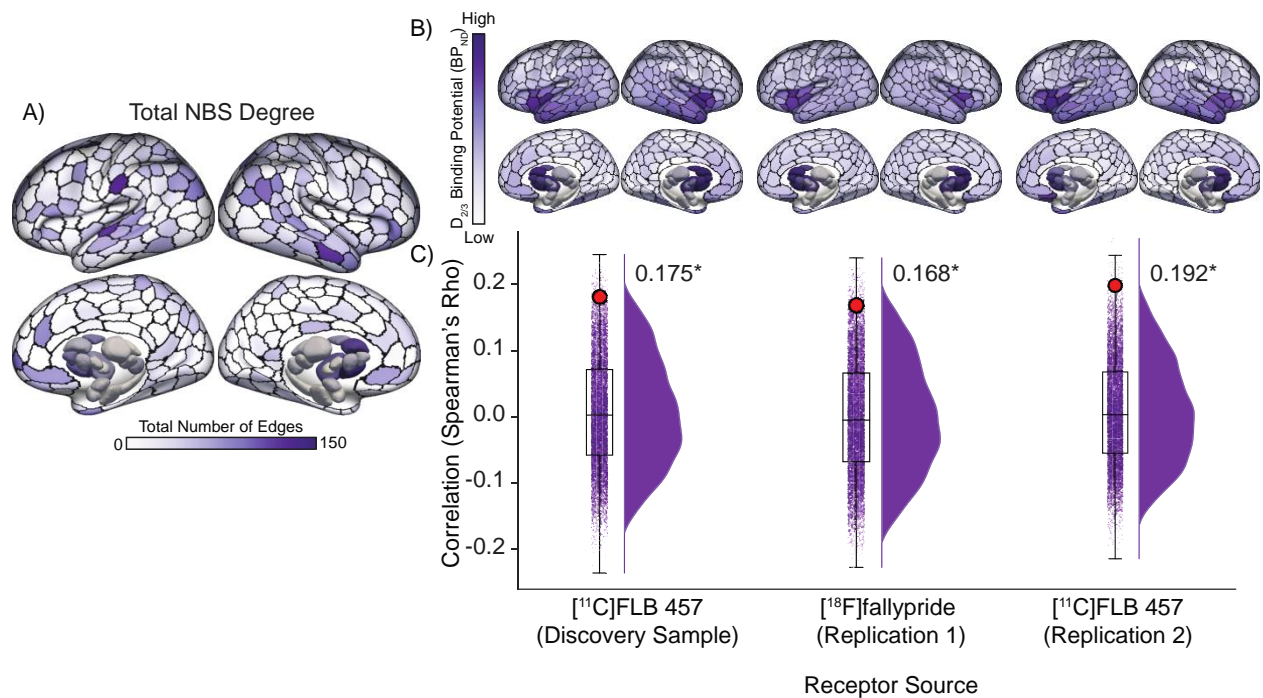 A)
Total NBS Degree
0
Total Number of Edges
150
B)
High
D2/3 Binding Potential (BPND)
Low
C)
Correlation (Spearman's Rho)
0.2
0.1
0.0
-0.1
-0.2
0.175*
0.168*
0.192*
[¹¹C]FLB 457
(Discovery Sample)
[¹⁸F]fallypride
(Replication 1)
[¹¹C]FLB 457
(Replication 2)
Receptor Source